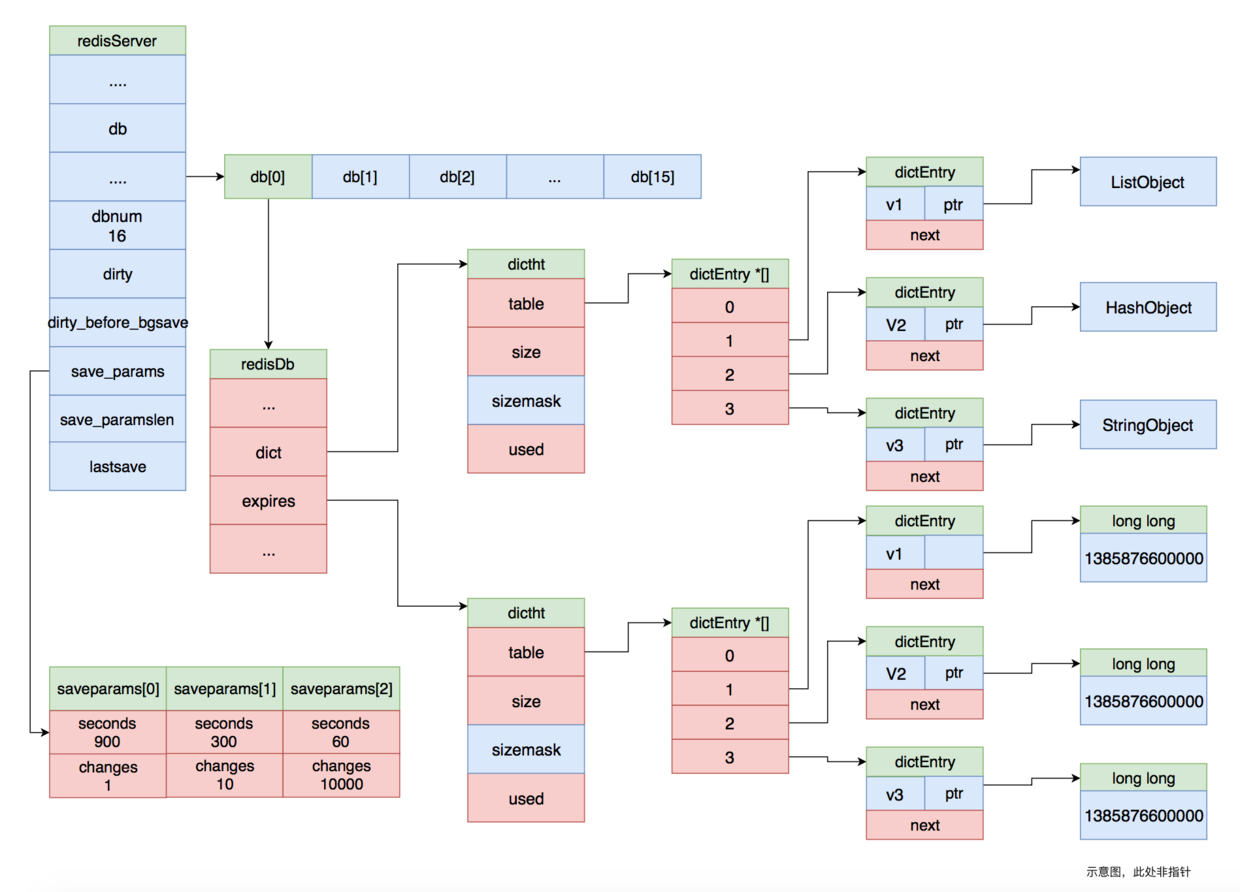 redisServer
....
db
....
dbnum
16
dirty
dirty_before_bgsave
save_params
save_paramslen
lastsave
db[0]
db[1]
db[2]
...
db[15]
redisDb
...
dict
expires
...
dictht
table
size
sizemask
used
dictEntry *[]
0
1
2
3
dictEntry
v1
ptr
next
ListObject
dictEntry
V2
ptr
next
HashObject
dictEntry
v3
ptr
next
StringObject
dictht
table
size
sizemask
used
dictEntry *[]
0
1
2
3
dictEntry
v1
next
long long
1385876600000
dictEntry
V2
ptr
next
long long
1385876600000
dictEntry
v3
ptr
next
long long
1385876600000
saveparams[0]
saveparams[1]
saveparams[2]
seconds
900
seconds
300
seconds
60
changes
1
changes
10
changes
10000
示意图，此处非指针